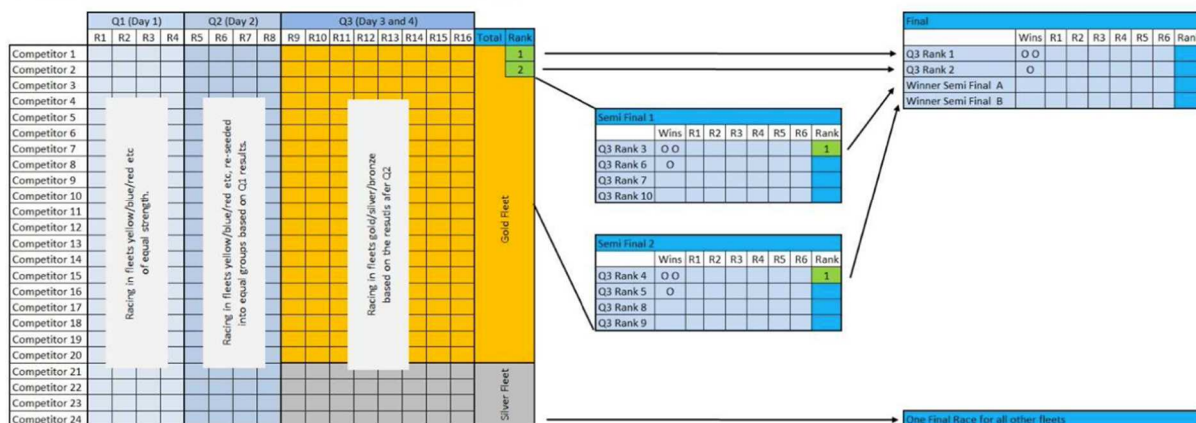 Q1 (Day 1) Q2 (Day 2) Q3 (Day 3 and 4)
R1 R2 R3 R4 R5 R6 R7 R8 R9 R10 R11 R12 R13 R14 R15 R16 Total Rank
Competitor 1 1
Competitor 2 2
Competitor 3
Competitor 4
Competitor 5
Competitor 6
Competitor 7
Competitor 8
Competitor 9
Competitor 10
Competitor 11
Competitor 12
Competitor 13
Competitor 14
Competitor 15
Competitor 16
Competitor 17
Competitor 18
Competitor 19
Competitor 20
Competitor 21
Competitor 22
Competitor 23
Competitor 24
Racing in fleets yellow/blue/red etc
of equal strength.
Racing in fleets yellow/blue/red etc, re-seeded
into equal groups based on Q1 results.
Racing in fleets gold/silver/bronze
based on the results afer Q2
Gold Fleet
Silver Fleet
Semi Final 1
Wins R1 R2 R3 R4 R5 R6 Rank
Q3 Rank 3 O O 1
Q3 Rank 6 O
Q3 Rank 7
Q3 Rank 10
Semi Final 2
Wins R1 R2 R3 R4 R5 R6 Rank
Q3 Rank 4 O O 1
Q3 Rank 5 O
Q3 Rank 8
Q3 Rank 9
Final
Wins R1 R2 R3 R4 R5 R6 Rank
Q3 Rank 1 O O
Q3 Rank 2 O
Winner Semi Final A
Winner Semi Final B
One Final Race for all other fleets